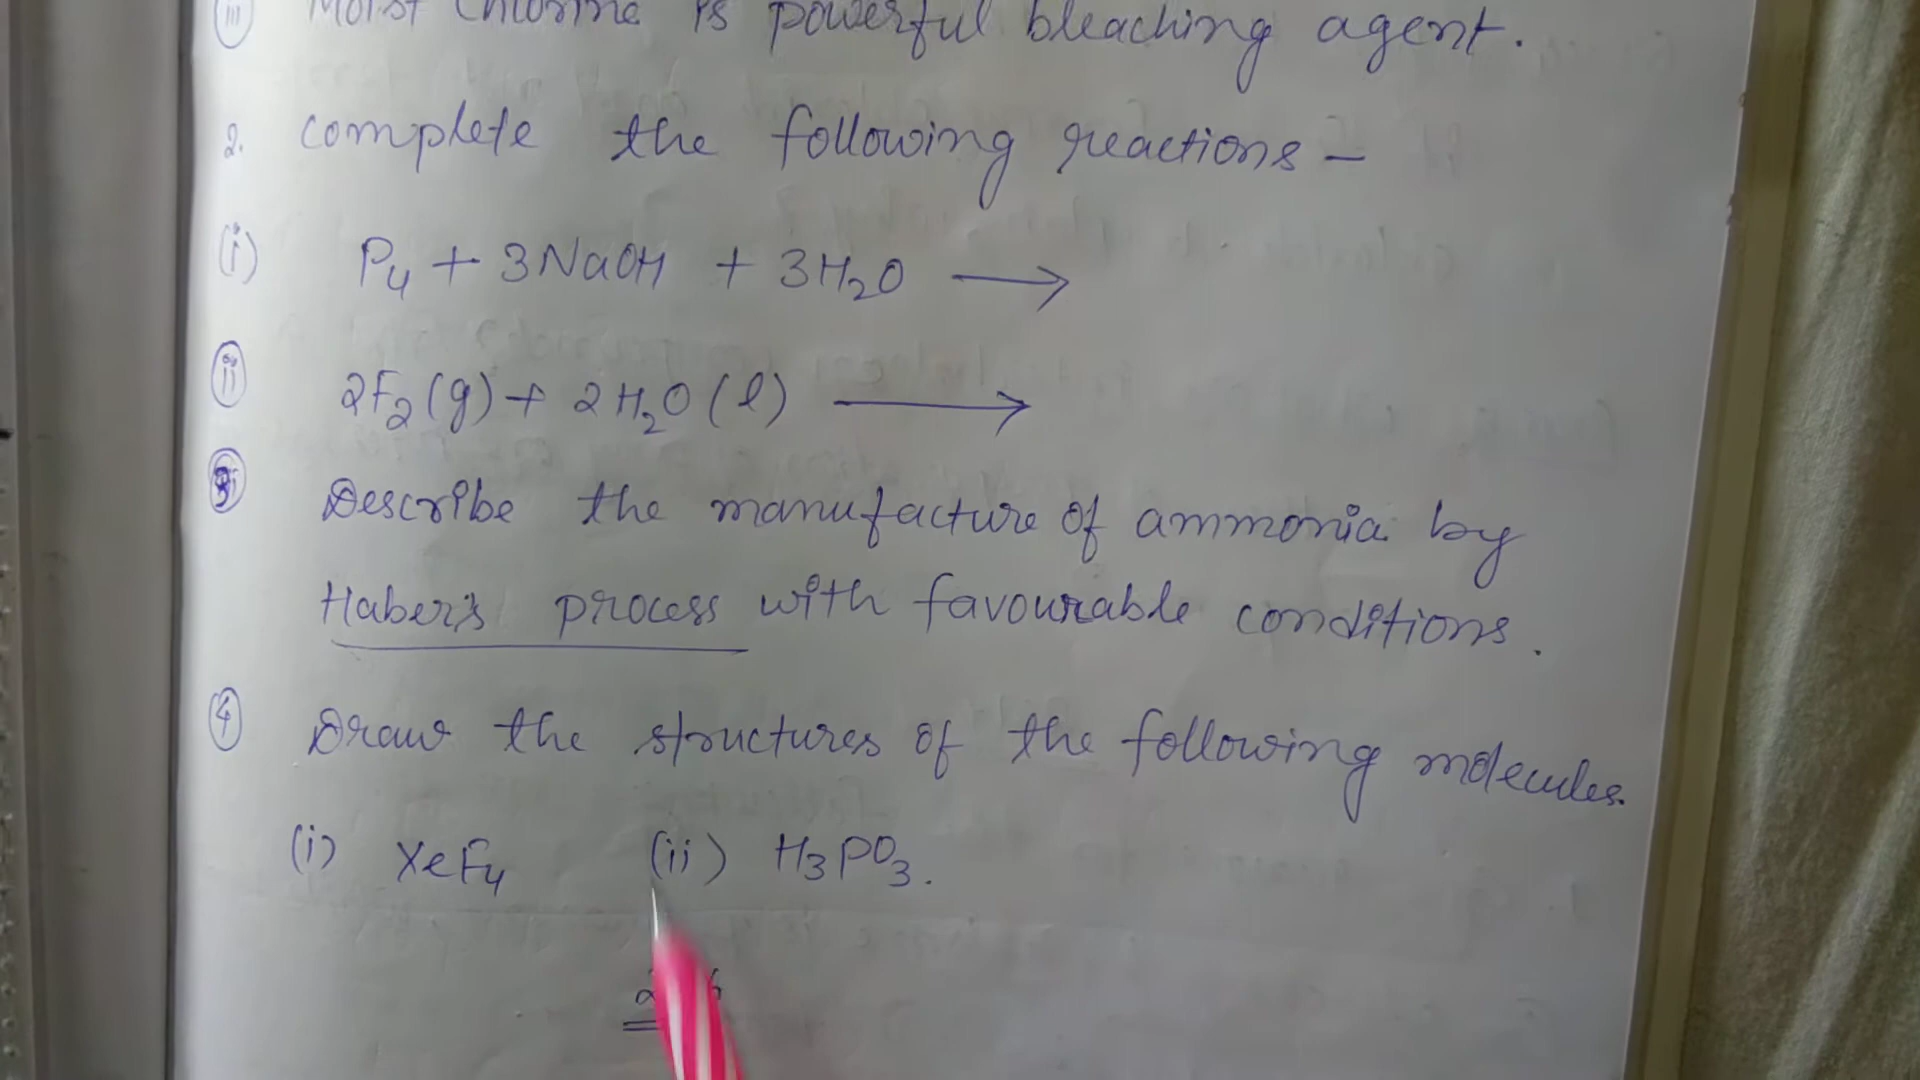 (iii) Moist Chlorine is powerful bleaching agent.
2. complete the following reactions –
(i) P₄ + 3NaOH + 3H₂O ⟶
(ii) 2F₂(g) + 2H₂O(l) ⟶
③ Describe the manufacture of ammonia by
Haber's process with favourable conditions.
④ Draw the structures of the following molecules.
(i) XeF₄ (ii) H₃PO₃.